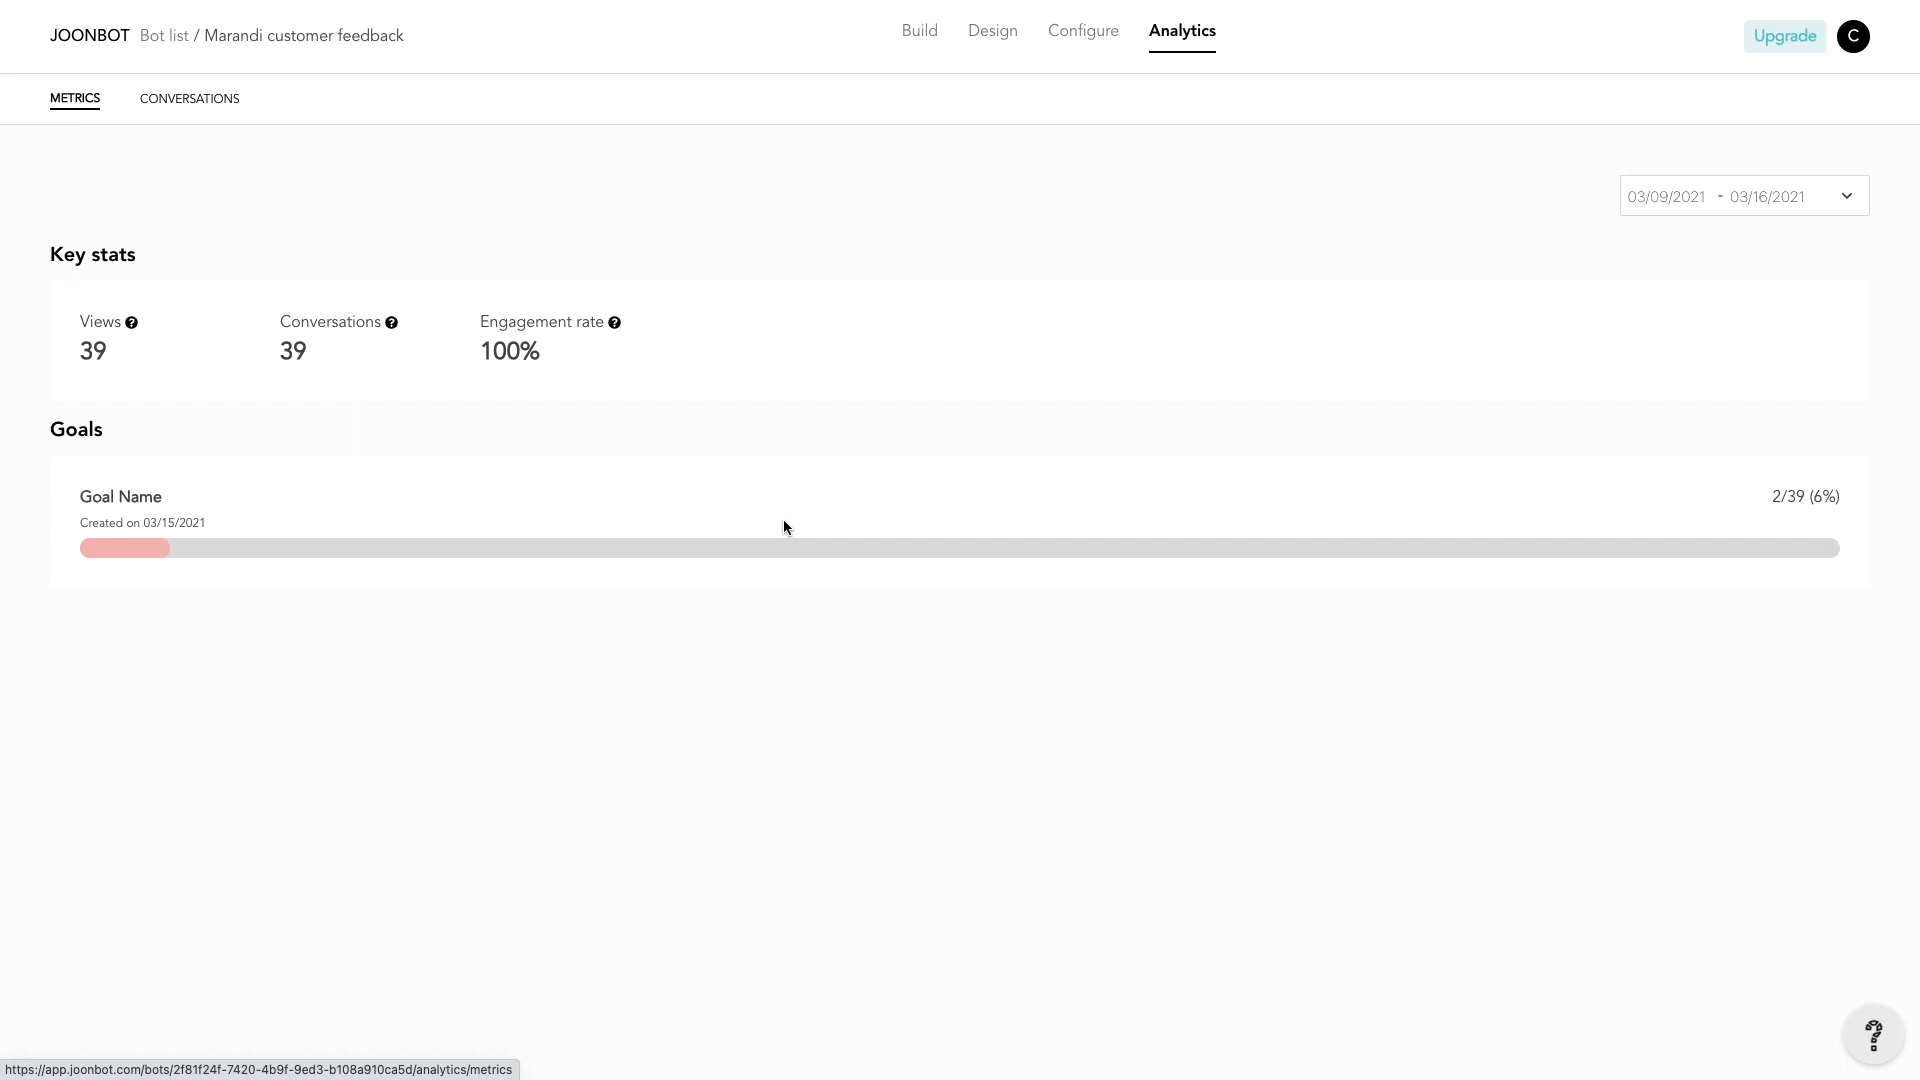 JOONBOT Bot list / Marandi customer feedback
Build Design Configure Analytics
Upgrade C
METRICS CONVERSATIONS
03/09/2021 - 03/16/2021
Key stats
Views ? Conversations ? Engagement rate ?
39 39 100%
Goals
Goal Name 2/39 (6%)
Created on 03/15/2021
?
https://app.joonbot.com/bots/2f81f24f-7420-4b9f-9ed3-b108a910ca5d/analytics/metrics